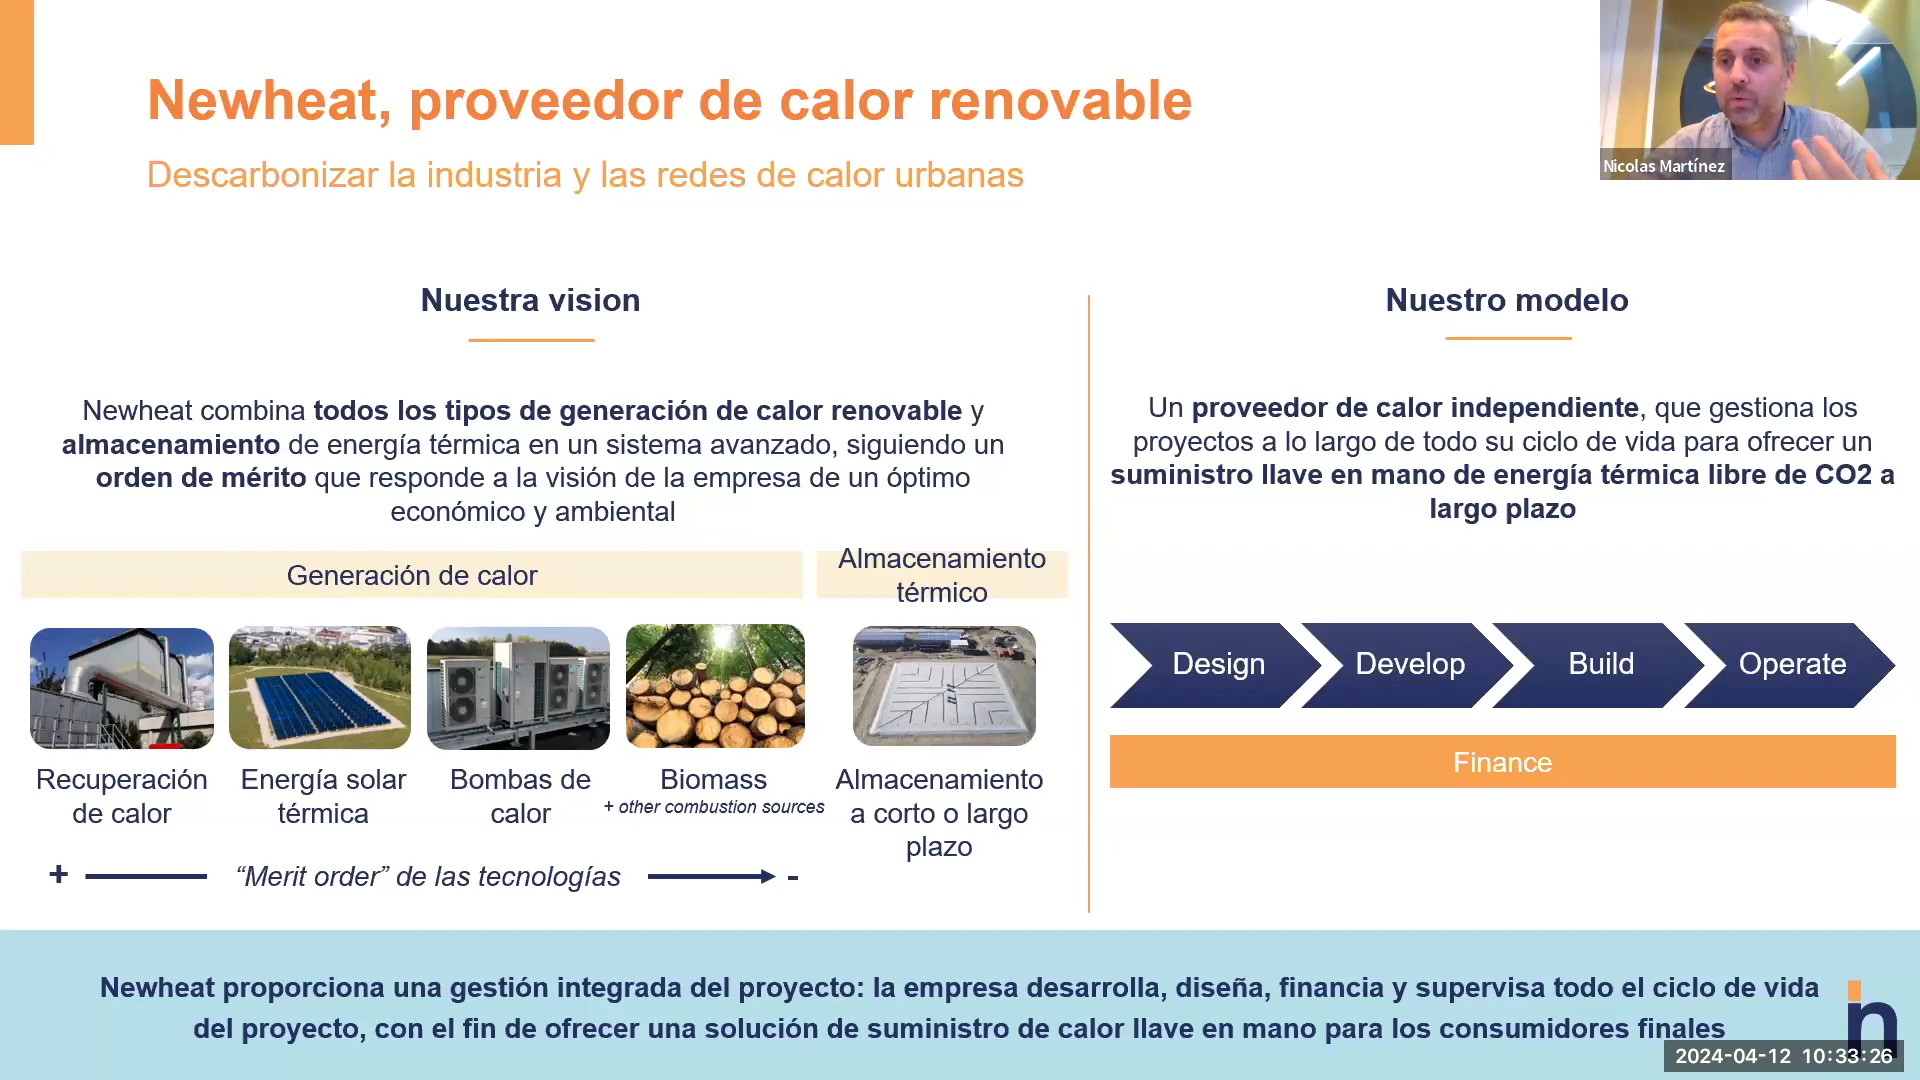 Newheat, proveedor de calor renovable
Descarbonizar la industria y las redes de calor urbanas
Nicolas Martínez
Nuestra vision
Newheat combina todos los tipos de generación de calor renovable y
almacenamiento de energía térmica en un sistema avanzado, siguiendo un
orden de mérito que responde a la visión de la empresa de un óptimo
económico y ambiental
Generación de calor
Almacenamiento
térmico
Recuperación
de calor
Energía solar
térmica
Bombas de
calor
Biomass
+ other combustion sources
Almacenamiento
a corto o largo
plazo
+ “Merit order” de las tecnologías -
Nuestro modelo
Un proveedor de calor independiente, que gestiona los
proyectos a lo largo de todo su ciclo de vida para ofrecer un
suministro llave en mano de energía térmica libre de CO2 a
largo plazo
Design Develop Build Operate
Finance
Newheat proporciona una gestión integrada del proyecto: la empresa desarrolla, diseña, financia y supervisa todo el ciclo de vida
del proyecto, con el fin de ofrecer una solución de suministro de calor llave en mano para los consumidores finales
2024-04-12 10:33:26